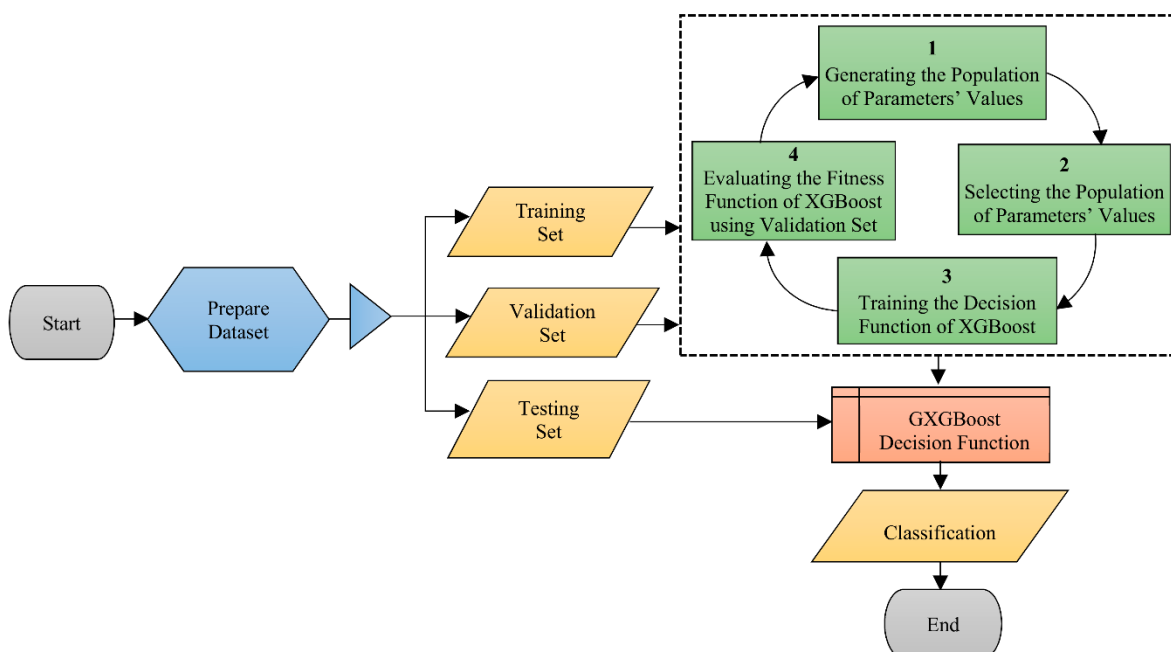 Start
Prepare
Dataset
Training
Set
Validation
Set
Testing
Set
1
Generating the Population
of Parameters’ Values
2
Selecting the Population
of Parameters’ Values
3
Training the Decision
Function of XGBoost
4
Evaluating the Fitness
Function of XGBoost
using Validation Set
GXGBoost
Decision Function
Classification
End